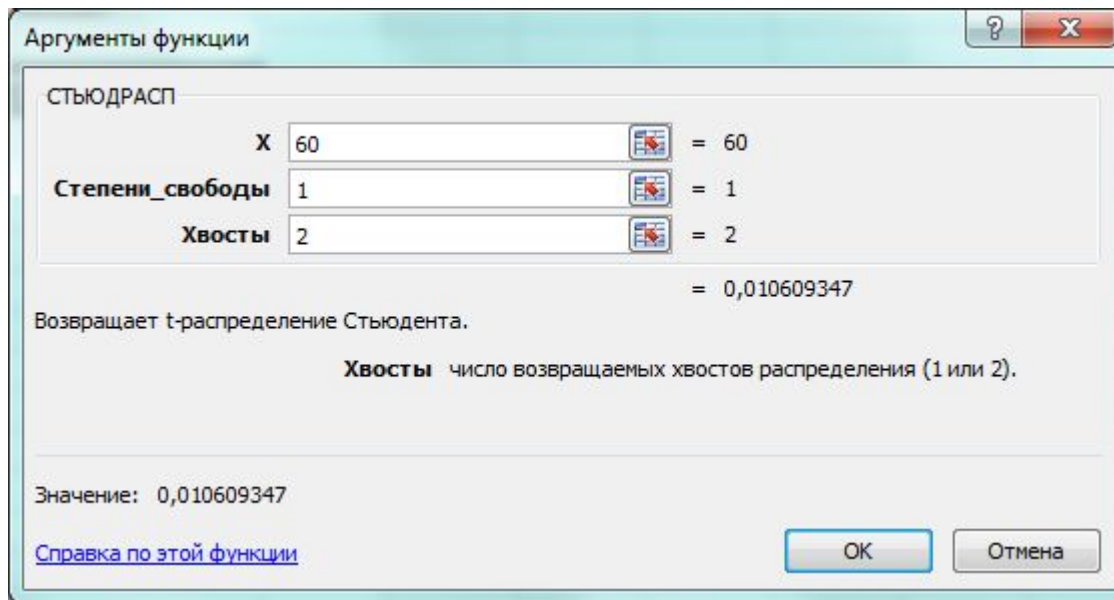 Аргументы функции
СТЬЮДРАСП
X 60 = 60
Степени_свободы 1 = 1
Хвосты 2 = 2
= 0,010609347
Возвращает t-распределение Стьюдента.
Хвосты число возвращаемых хвостов распределения (1 или 2).
Значение: 0,010609347
Справка по этой функции
ОК Отмена